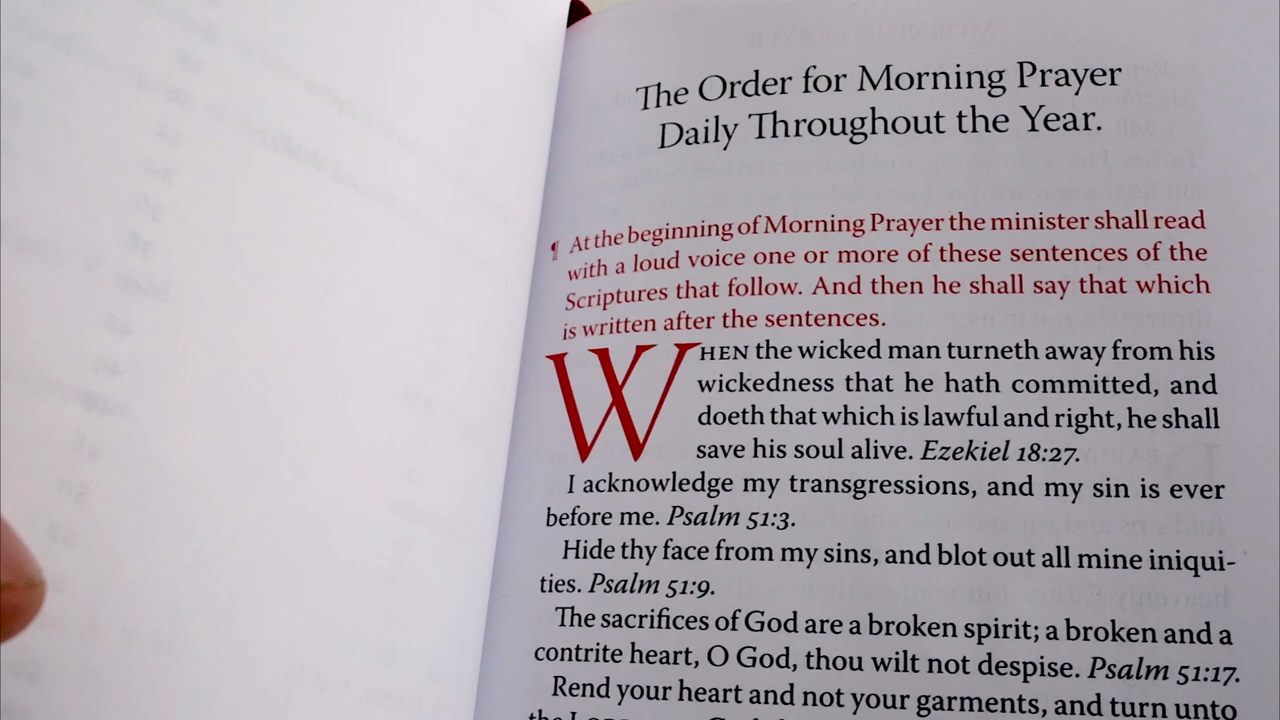 The Order for Morning Prayer
Daily Throughout the Year.
¶ At the beginning of Morning Prayer the minister shall read
with a loud voice one or more of these sentences of the
Scriptures that follow. And then he shall say that which
is written after the sentences.
WHEN the wicked man turneth away from his
wickedness that he hath committed, and
doeth that which is lawful and right, he shall
save his soul alive. Ezekiel 18:27.
I acknowledge my transgressions, and my sin is ever
before me. Psalm 51:3.
Hide thy face from my sins, and blot out all mine iniqui-
ties. Psalm 51:9.
The sacrifices of God are a broken spirit; a broken and a
contrite heart, O God, thou wilt not despise. Psalm 51:17.
Rend your heart and not your garments, and turn unto